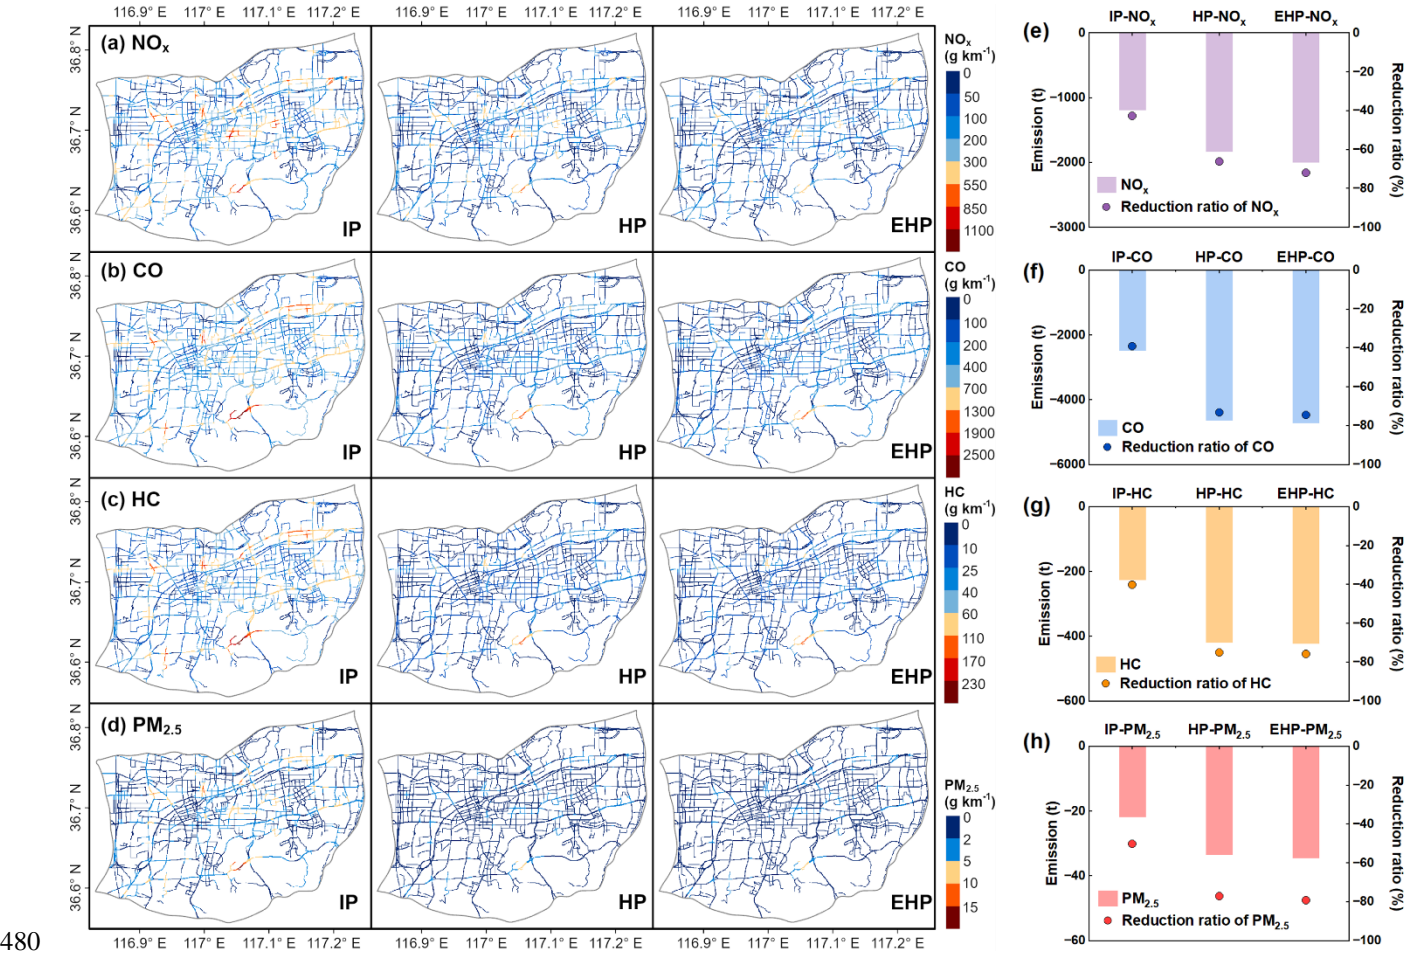 116.9° E 117° E 117.1° E 117.2° E 116.9° E 117° E 117.1° E 117.2° E 116.9° E 117° E 117.1° E 117.2° E
(a) NOx
36.8° N
36.7° N
36.6° N
IP
HP
EHP
NOx
(g km-1)
0
50
100
200
300
550
850
1100
(b) CO
36.8° N
36.7° N
36.6° N
IP
HP
EHP
CO
(g km-1)
0
100
200
400
700
1300
1900
2500
(c) HC
36.8° N
36.7° N
36.6° N
IP
HP
EHP
HC
(g km-1)
0
10
25
40
60
110
170
230
(d) PM2.5
36.8° N
36.7° N
36.6° N
IP
HP
EHP
PM2.5
(g km-1)
0
2
5
10
15
116.9° E 117° E 117.1° E 117.2° E 116.9° E 117° E 117.1° E 117.2° E 116.9° E 117° E 117.1° E 117.2° E
(e)
IP-NOx HP-NOx EHP-NOx
0
−1000
−2000
−3000
Emission (t)
0
−20
−40
−60
−80
−100
Reduction ratio (%)
NOx
Reduction ratio of NOx
(f)
IP-CO HP-CO EHP-CO
0
−2000
−4000
−6000
Emission (t)
0
−20
−40
−60
−80
−100
Reduction ratio (%)
CO
Reduction ratio of CO
(g)
IP-HC HP-HC EHP-HC
0
−200
−400
−600
Emission (t)
0
−20
−40
−60
−80
−100
Reduction ratio (%)
HC
Reduction ratio of HC
(h)
IP-PM2.5 HP-PM2.5 EHP-PM2.5
0
−20
−40
−60
Emission (t)
0
−20
−40
−60
−80
−100
Reduction ratio (%)
PM2.5
Reduction ratio of PM2.5
480